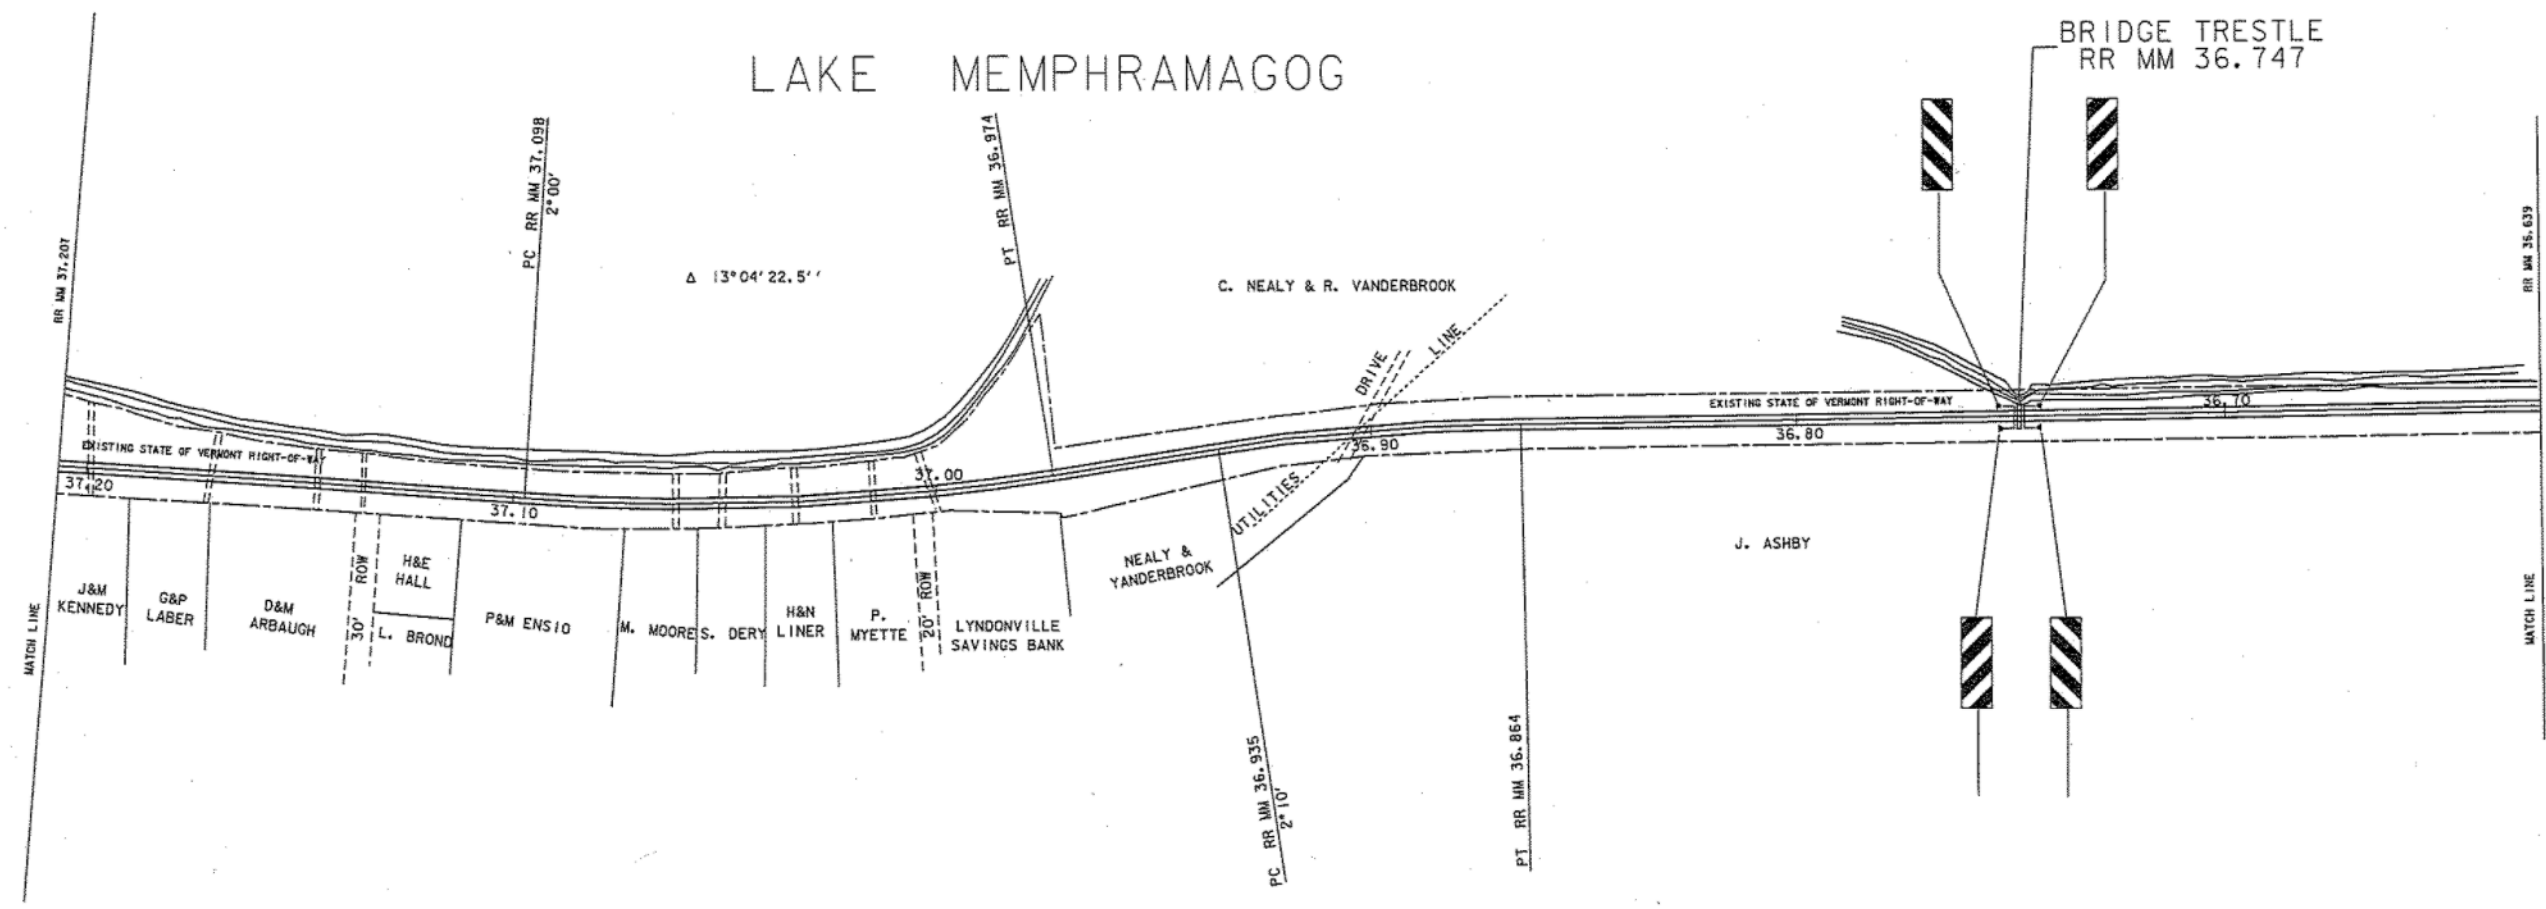 LAKE MEMPHRAMAGOG
BRIDGE TRESTLE
RR MM 36.747
RR MM 37.207
MATCH LINE
PC RR MM 37.098
2°00'
Δ 13°04'22.5''
PT RR MM 36.974
C. NEALY & R. VANDERBROOK
DRIVE
LINE
UTILITIES
EXISTING STATE OF VERMONT RIGHT-OF-WAY
36.70
36.80
36.90
37.00
EXISTING STATE OF VERMONT RIGHT-OF-WAY
37.20
37.10
RR MM 36.639
MATCH LINE
J&M
KENNEDY
G&P
LABER
D&M
ARBAUGH
30' ROW
H&E
HALL
L. BROND
P&M ENSIO
M. MOORE
S. DERY
H&N
LINER
P.
MYETTE
20' ROW
LYNDONVILLE
SAVINGS BANK
NEALY &
YANDERBROOK
J. ASHBY
PC RR MM 36.935
2°10'
PT RR MM 36.864